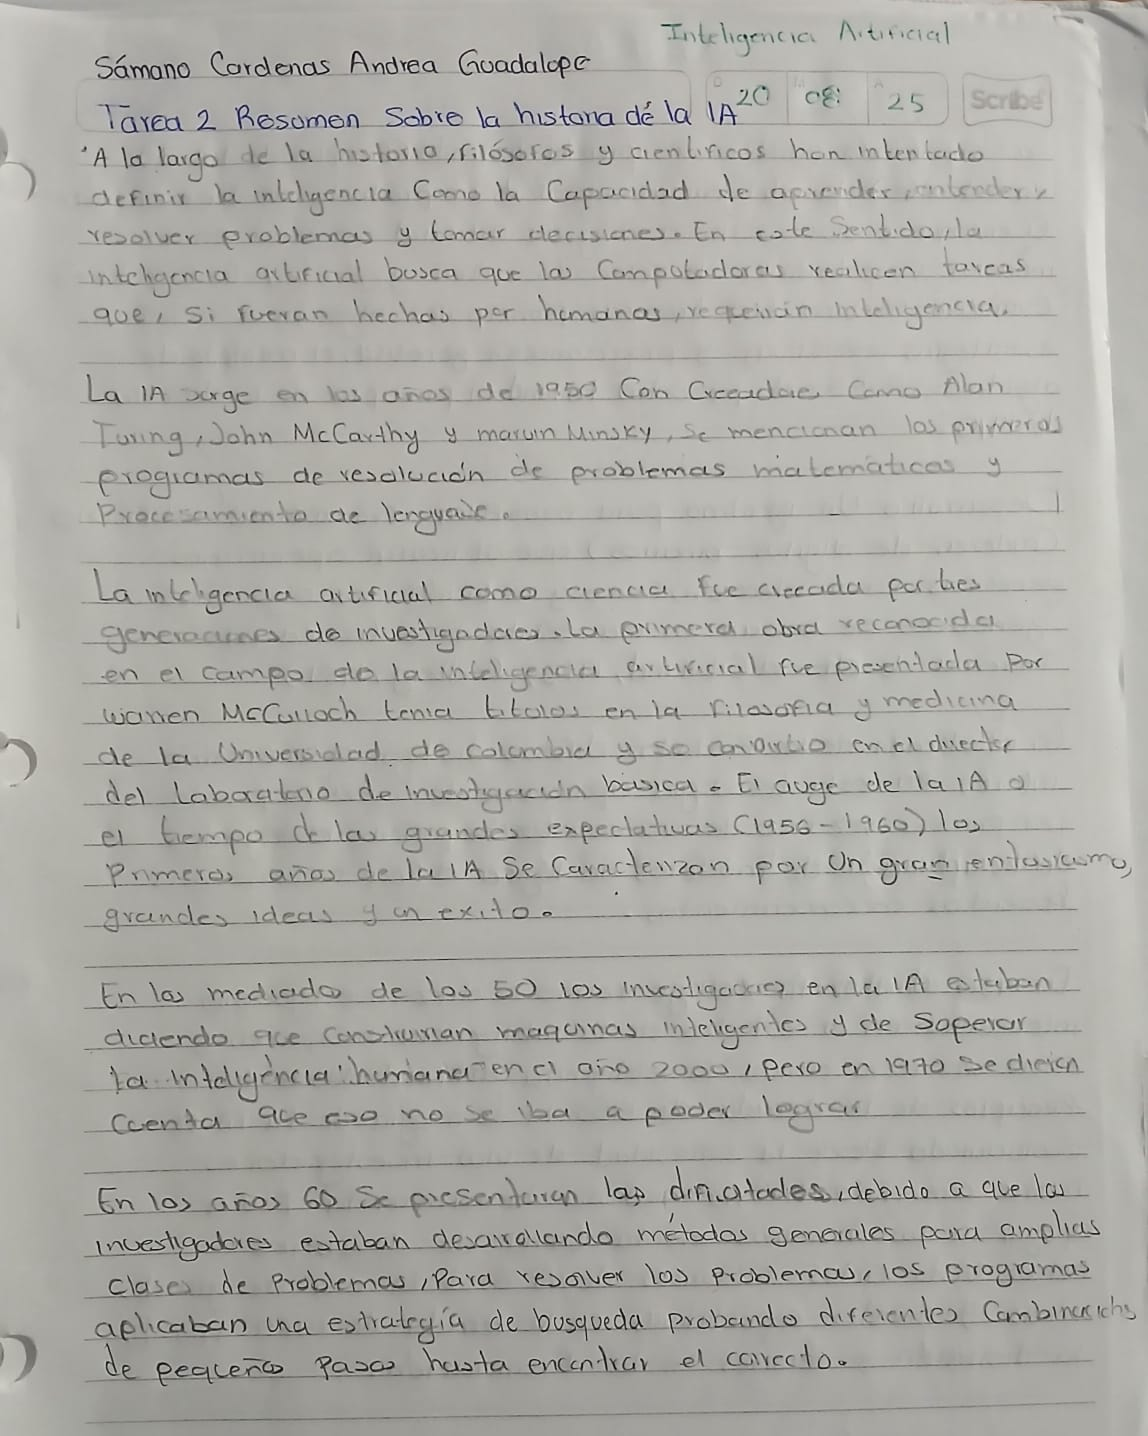 Inteligencia Artificial
Sámano Cardenas Andrea Guadalupe
20 08 25 Scribe
Tarea 2 Resumen Sobre la historia de la IA
A lo largo de la historia, filósofos y cientificos han intentado
definir la inteligencia Como la Capacidad de aprender, entender,
resolver problemas y tomar decisiones. En este Sentido, la
inteligencia artificial busca que las Computadoras realicen tareas
que, si fueran hechas por humanos, requeririan inteligencia.
La IA surge en los años de 1950 Con Creeadores Como Alan
Turing, John McCarthy y marvin Minsky, Se mencionan los primeros
programas de resolución de problemas matematicos y
Procesamiento de lenguaje.
La inteligencia artificial como ciencia fue creeada por tres
generaciones de investigadores. La primera obra reconocida
en el campo de la inteligencia artificial fue presentada Por
warren McCulloch tenia titulos en la filosofia y medicina
de la Universidad de Colombia y se convirtio en el director
del Laboratorio de investigación básica. El auge de la IA o
el tiempo de las grandes expectativas (1956-1960) los
Primeros años de la IA Se Caracterizan por Un gran entusiasmo,
grandes ideas y un exito.
En los mediados de los 50 los investigadores en la IA estaban
diciendo que construirian maquinas inteligentes y de Superar
la inteligencia humana en el año 2000, pero en 1970 se dieron
Cuenta que eso no se iba a poder lograr
En los años 60 Se presentaron las dificultades, debido a que los
investigadores estaban desarrollando métodos generales para amplias
Clases de Problemas, Para resolver los Problemas, los programas
aplicaban una estrategia de busqueda probando diferentes Combinaciones
de pequeños Pasos hasta encontrar el correcto.